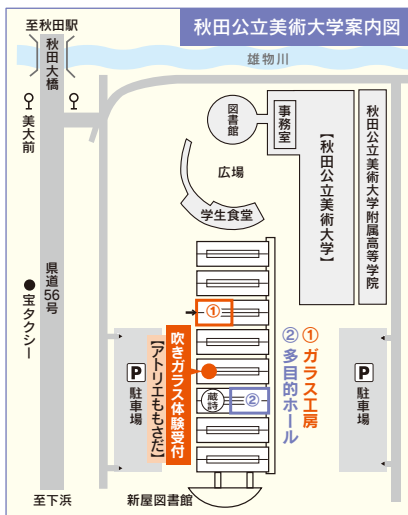 秋田公立美術大学案内図
至秋田駅
秋田大橋
雄物川
美大前
図書館
事務室
【秋田公立美術大学】
秋田公立美術大学附属高等学院
広場
学生食堂
県道56号
●宝タクシー
①
吹きガラス体験受付
【アトリエももさだ】
蔵詩
②
①ガラス工房
②多目的ホール
P
駐車場
P
駐車場
至下浜
新屋図書館